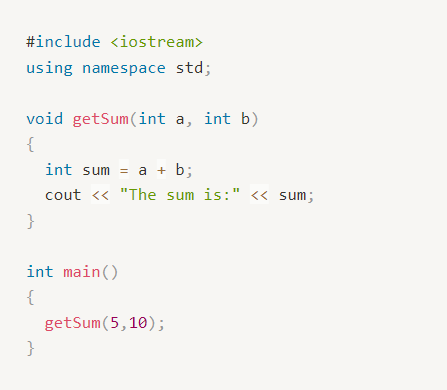 #include <iostream>
using namespace std;
void getSum(int a, int b)
{
int sum = a + b;
cout << "The sum is:" << sum;
}
int main()
{
getSum(5,10);
}